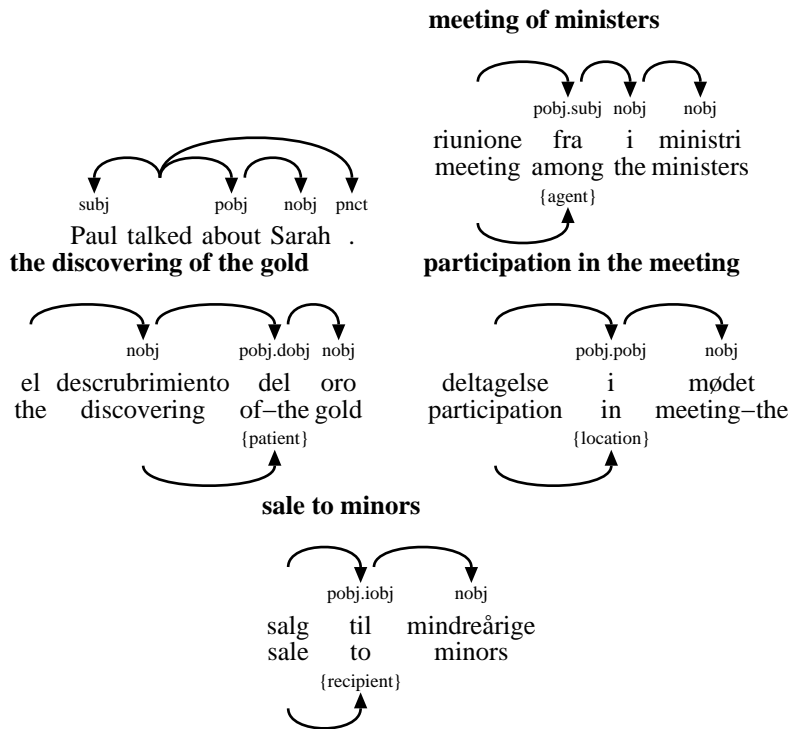 meeting of ministers
pobj.subj nobj nobj
riunione fra i ministri
meeting among the ministers
{agent}
subj pobj nobj pnct
Paul talked about Sarah .
the discovering of the gold
nobj pobj.dobj nobj
el descrubrimiento del oro
the discovering of−the gold
{patient}
participation in the meeting
pobj.pobj nobj
deltagelse i mødet
participation in meeting−the
{location}
sale to minors
pobj.iobj nobj
salg til mindreårige
sale to minors
{recipient}